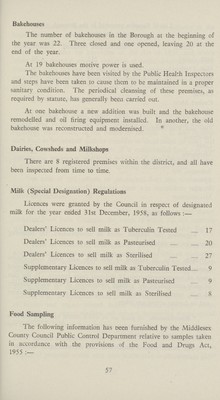 Bakehouses
The number of bakehouses in the Borough at the beginning of
the year was 22. Three closed and one opened, leaving 20 at the
end of the year.
At 19 bakehouses motive power is used.
The bakehouses have been visited by the Public Health Inspectors
and steps have been taken to cause them to be maintained in a proper
sanitary condition. The periodical cleansing of these premises, as
required by statute, has generally been carried out.
At one bakehouse a new addition was built and the bakehouse
remodelled and oil firing equipment installed. In another, the old
bakehouse was reconstructed and modernised.
Dairies, Cowsheds and Milkshops
There are 8 registered premises within the district, and all have
been inspected from time to time.
Milk (Special Designation) Regulations
Licences were granted by the Council in respect of designated
milk for the year ended 31st December, 1958, as follows :—
Dealers' Licences to sell milk as Tuberculin Tested ... 17
Dealers' Licences to sell milk as Pasteurised ... 20
Dealers' Licences to sell milk as Sterilised ... 27
Supplementary Licences to sell milk as Tuberculin Tested... 9
Supplementary Licences to sell milk as Pasteurised ... 9
Supplementary Licences to sell milk as Sterilised ... 8
Food Sampling
The following information has been furnished by the Middlesex
County Council Public Control Department relative to samples taken
in accordance with the provisions of the Food and Drugs Act,
1955 :—
57